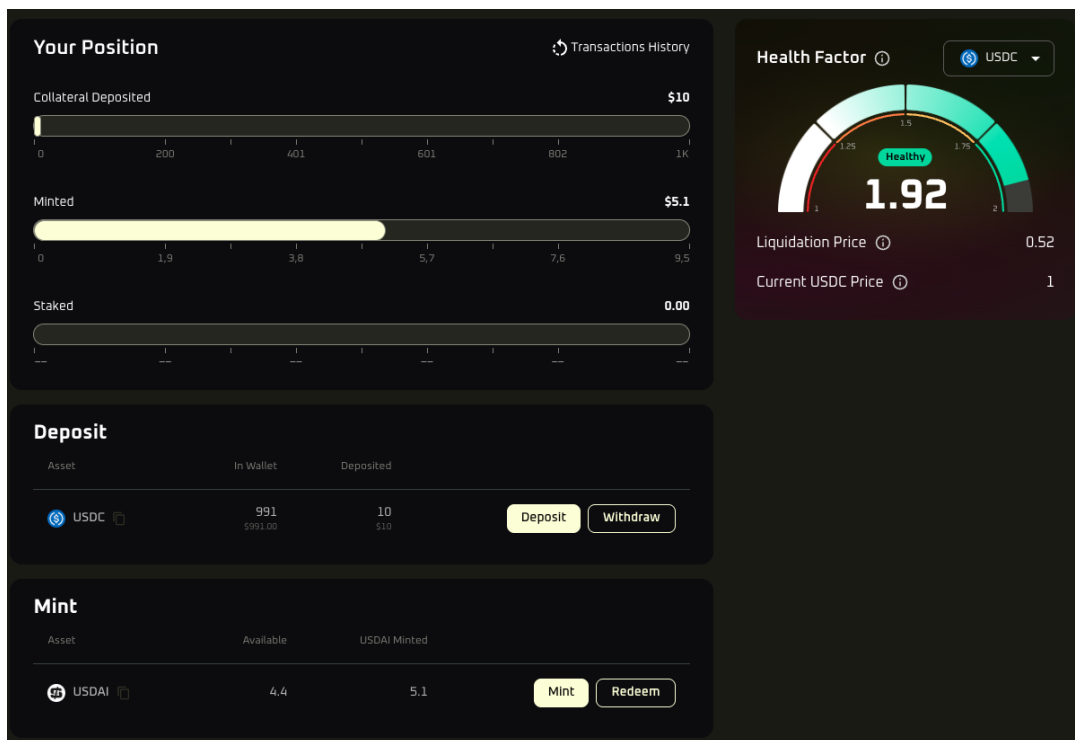 Your Position
Transactions History
Collateral Deposited $10
0 200 401 601 802 1K
Minted $5.1
0 1,9 3,8 5,7 7,6 9,5
Staked 0.00
-- -- -- -- -- --
Health Factor USDC
1 1.25 1.5 1.75 2
Healthy
1.92
Liquidation Price 0.52
Current USDC Price 1
Deposit
Asset In Wallet Deposited
USDC 991 10 Deposit Withdraw
$991.00 $10
Mint
Asset Available USDAI Minted
USDAI 4.4 5.1 Mint Redeem